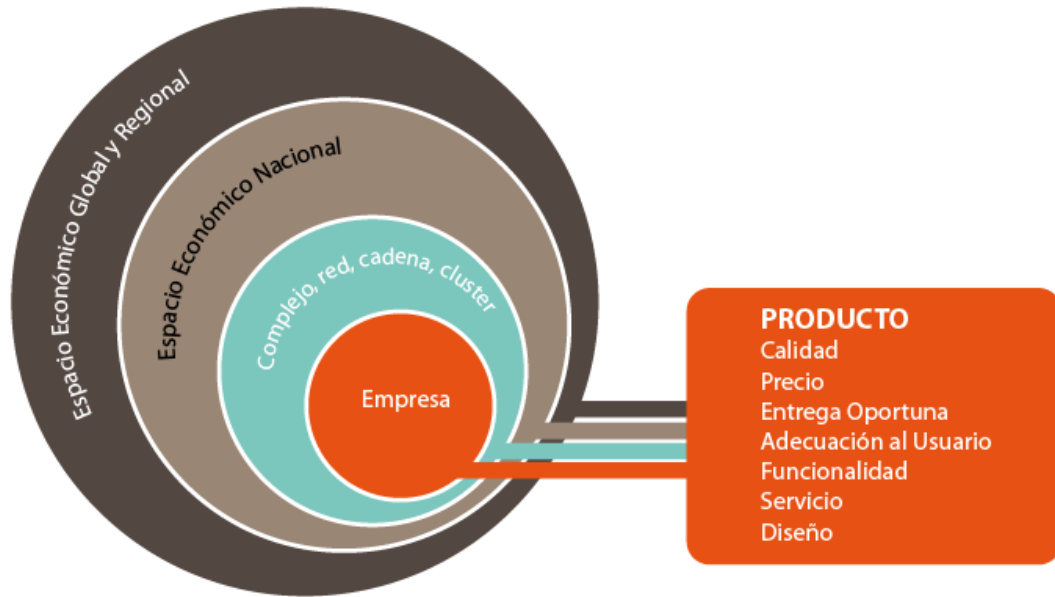 Espacio Económico Global y Regional
Espacio Económico Nacional
Complejo, red, cadena, cluster
Empresa
PRODUCTO
Calidad
Precio
Entrega Oportuna
Adecuación al Usuario
Funcionalidad
Servicio
Diseño